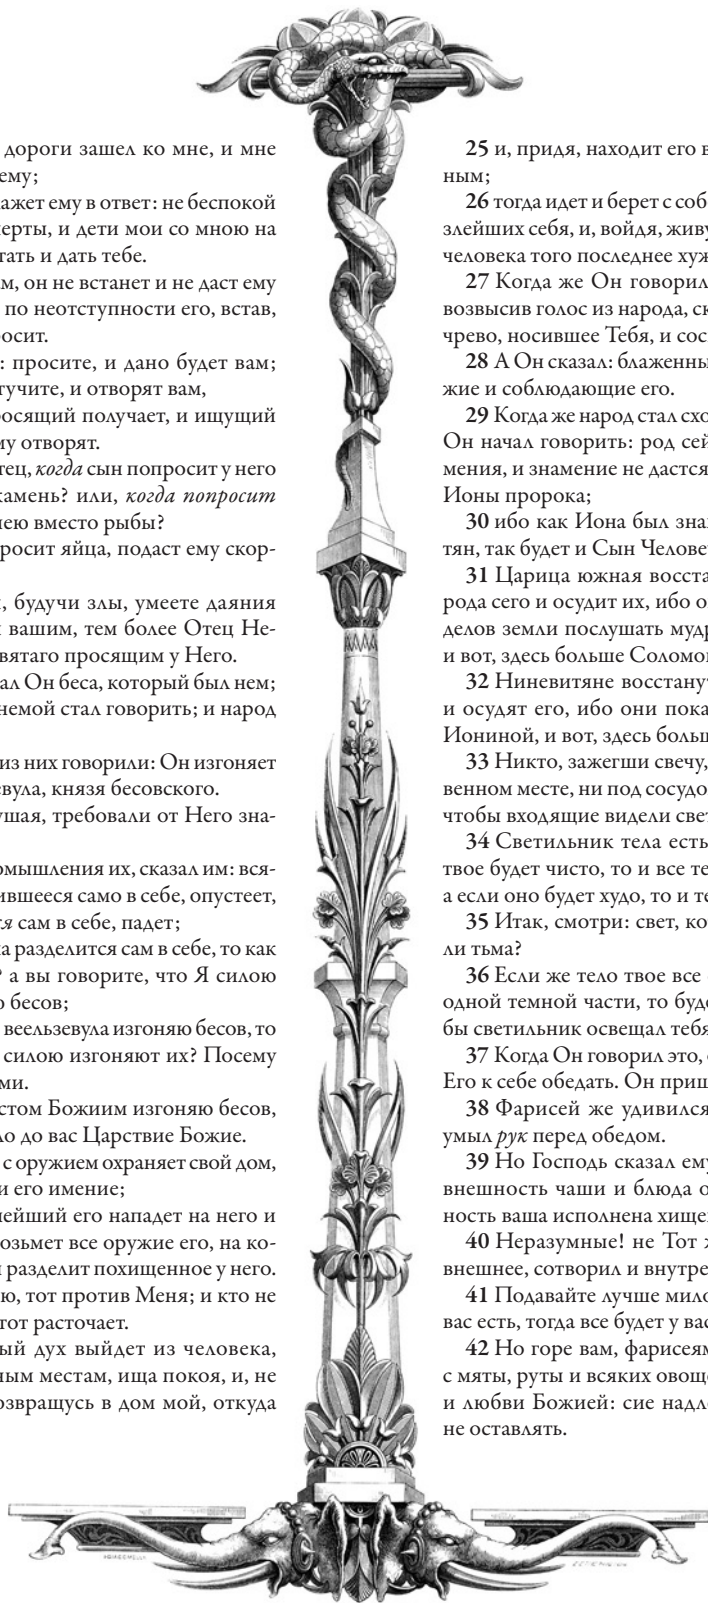 дороги зашел ко мне, и мне
ему;
ажет ему в ответ: не беспокой
ерты, и дети мои со мною на
тать и дать тебе.
м, он не встанет и не даст ему
по неотступности его, встав,
осит.
: просите, и дано будет вам;
тучите, и отворят вам,
росящий получает, и ищущий
му отворят.
тец, когда сын попросит у него
камень? или, когда попросит
мею вместо рыбы?
росит яйца, подаст ему скор-
, будучи злы, умеете даяния
вашим, тем более Отец Не-
вятаго просящим у Него.
ал Он беса, который был нем;
немой стал говорить; и народ
из них говорили: Он изгоняет
евула, князя бесовского.
ушая, требовали от Него зна-
омышления их, сказал им: вся-
ившееся само в себе, опустеет,
тя сам в себе, падет;
а разделится сам в себе, то как
? а вы говорите, что Я силою
ю бесов;
веельзевула изгоняю бесов, то
силою изгоняют их? Посему
ми.
стом Божиим изгоняю бесов,
ло до вас Царствие Божие.
с оружием охраняет свой дом,
и его имение;
нейший его нападет на него и
озьмет все оружие его, на ко-
и разделит похищенное у него.
ю, тот против Меня; и кто не
тот расточает.
ый дух выйдет из человека,
ным местам, ища покоя, и, не
озвращусь в дом мой, откуда
25 и, придя, находит его в
ным;
26 тогда идет и берет с соб
злейших себя, и, войдя, живу
человека того последнее хуж
27 Когда же Он говорил
возвысив голос из народа, ск
чрево, носившее Тебя, и сос
28 А Он сказал: блаженны
жие и соблюдающие его.
29 Когда же народ стал схо
Он начал говорить: род сей
мения, и знамение не дастся
Ионы пророка;
30 ибо как Иона был зна
тян, так будет и Сын Челове
31 Царица южная восста
рода сего и осудит их, ибо о
делов земли послушать мудр
и вот, здесь больше Соломо
32 Ниневитяне восстану
и осудят его, ибо они пока
Иониной, и вот, здесь больш
33 Никто, зажегши свечу,
венном месте, ни под сосудо
чтобы входящие видели свет
34 Светильник тела есть
твое будет чисто, то и все те
а если оно будет худо, то и те
35 Итак, смотри: свет, ко
ли тьма?
36 Если же тело твое все
одной темной части, то буде
бы светильник освещал тебя
37 Когда Он говорил это,
Его к себе обедать. Он приш
38 Фарисей же удивился
умыл рук перед обедом.
39 Но Господь сказал ему
внешность чаши и блюда о
ность ваша исполнена хище
40 Неразумные! не Тот ж
внешнее, сотворил и внутре
41 Подавайте лучше мило
вас есть, тогда все будет у вас
42 Но горе вам, фарисеям
с мяты, руты и всяких овощ
и любви Божией: сие надле
не оставлять.